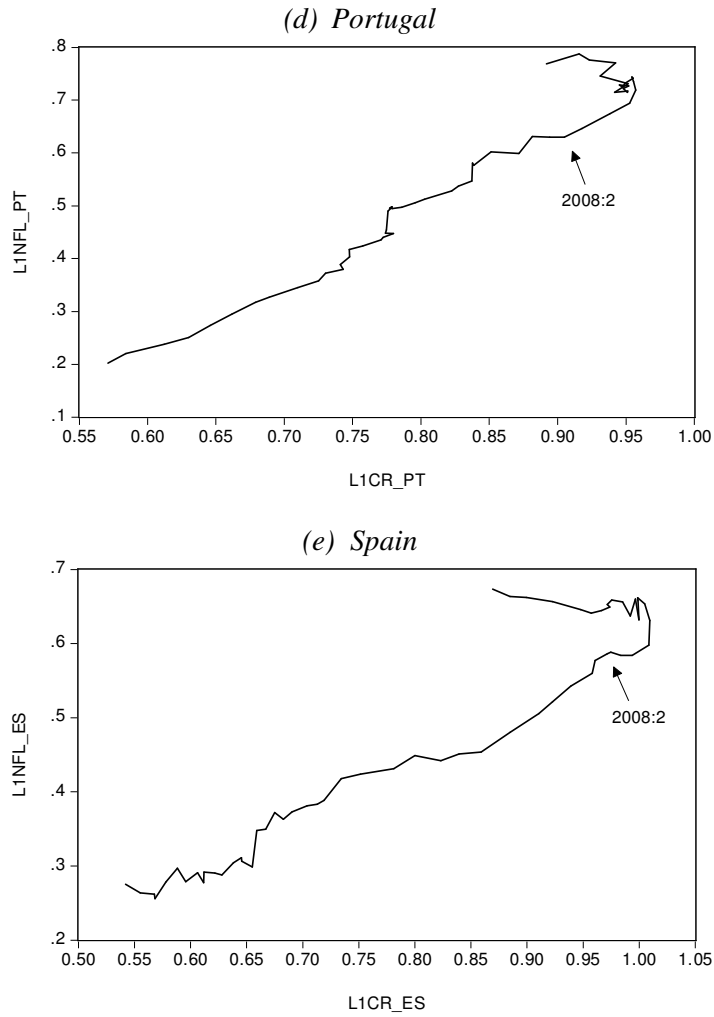 (d) Portugal
.8
.7
.6
.5
.4
.3
.2
.1
L1NFL_PT
2008:2
0.55 0.60 0.65 0.70 0.75 0.80 0.85 0.90 0.95 1.00
L1CR_PT
(e) Spain
.7
.6
.5
.4
.3
.2
L1NFL_ES
2008:2
0.50 0.55 0.60 0.65 0.70 0.75 0.80 0.85 0.90 0.95 1.00 1.05
L1CR_ES